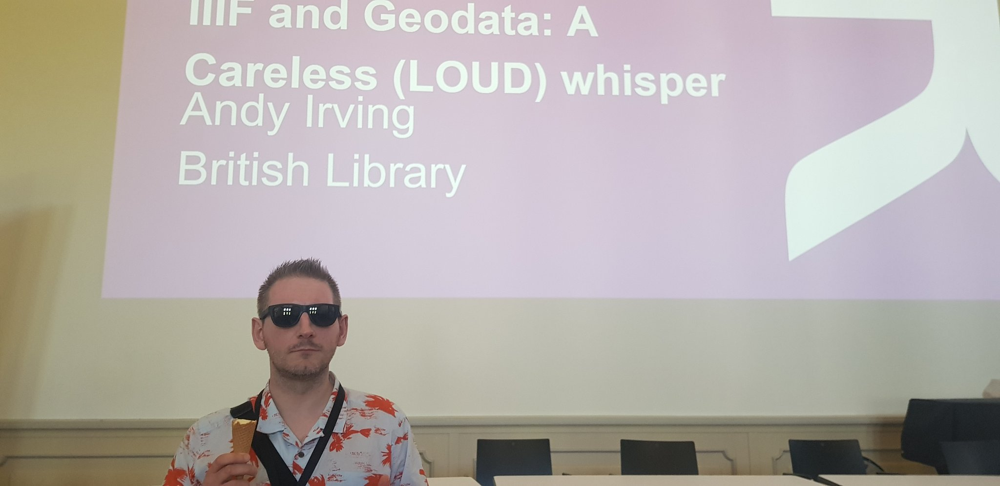 IIIF and Geodata: A
Careless (LOUD) whisper
Andy Irving
British Library